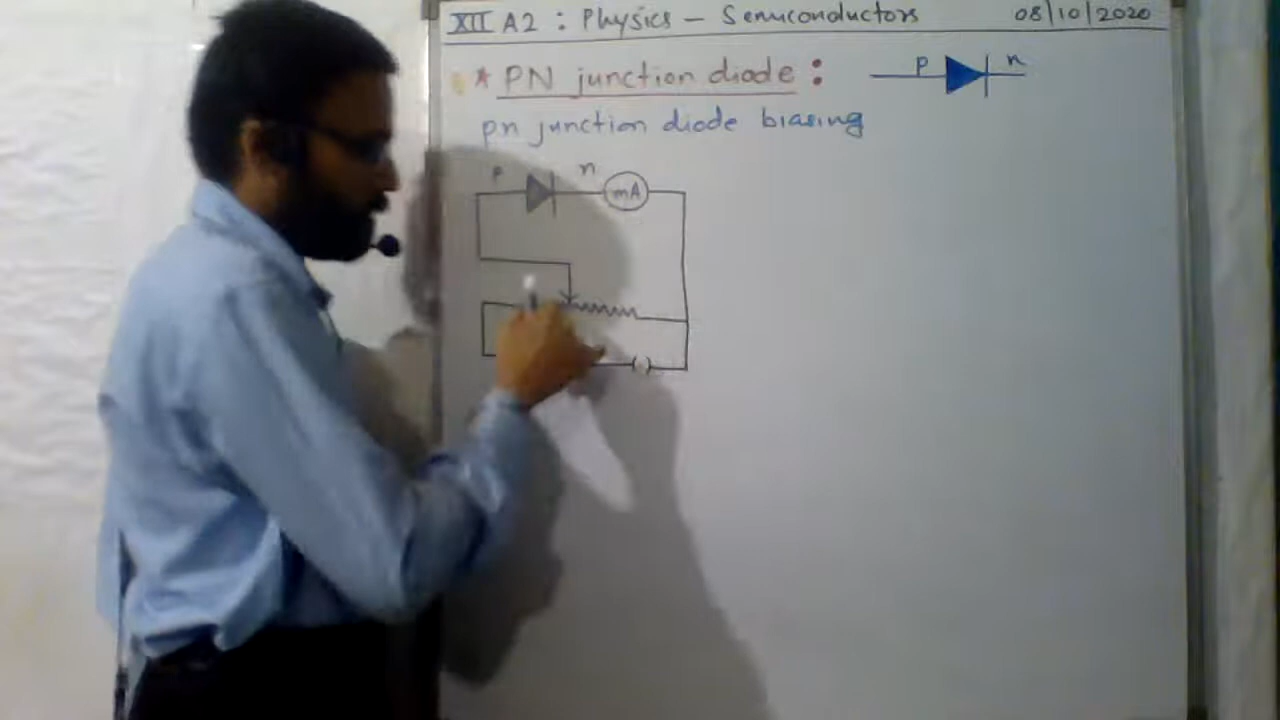 XII A2 : Physics - Semiconductors 08/10/2020
* PN junction diode :
P n
pn junction diode biasing
P n
mA